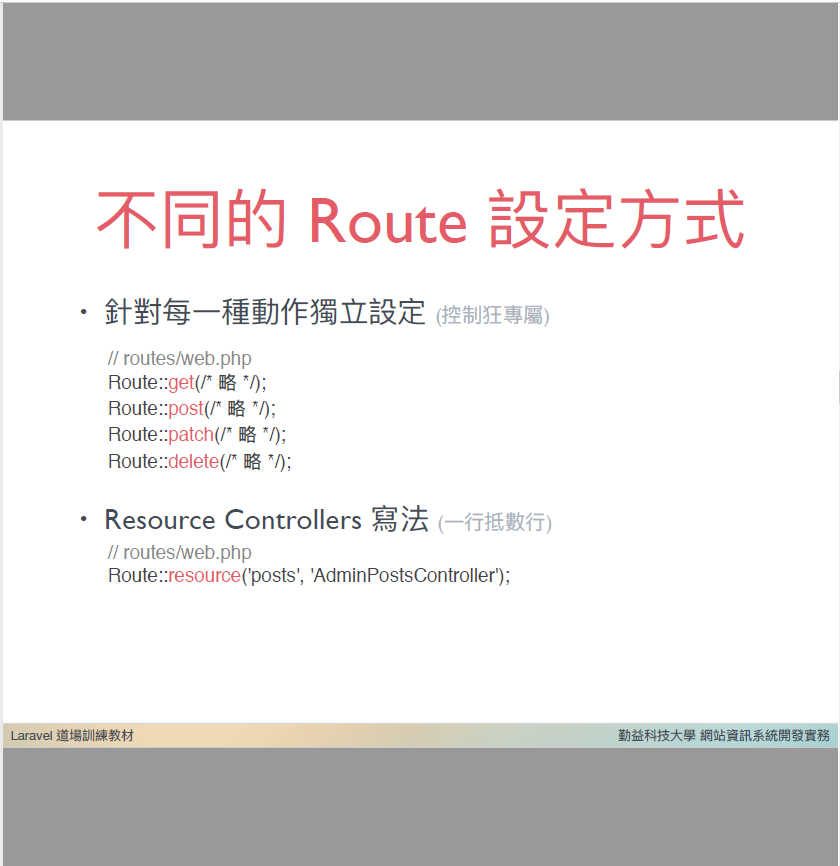 不同的 Route 設定方式
• 針對每一種動作獨立設定 (控制狂專屬)
// routes/web.php
Route::get(/* 略 */);
Route::post(/* 略 */);
Route::patch(/* 略 */);
Route::delete(/* 略 */);
• Resource Controllers 寫法 (一行抵數行)
// routes/web.php
Route::resource('posts', 'AdminPostsController');
Laravel 道場訓練教材
勤益科技大學 網站資訊系統開發實務